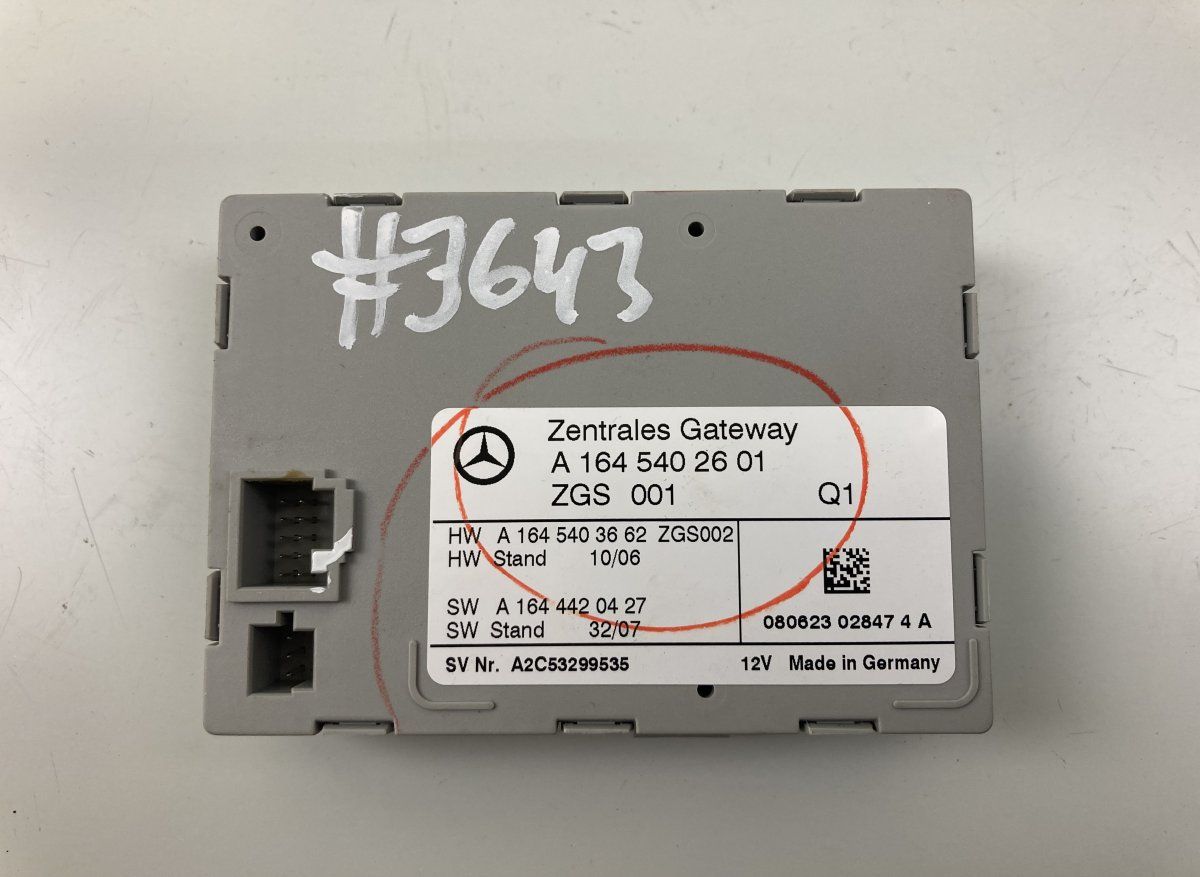 #3643
Zentrales Gateway
A 164 540 26 01
ZGS 001 Q1
HW A 164 540 36 62 ZGS002
HW Stand 10/06
SW A 164 442 04 27
SW Stand 32/07
080623 02847 4 A
SV Nr. A2C53299535 12V Made in Germany